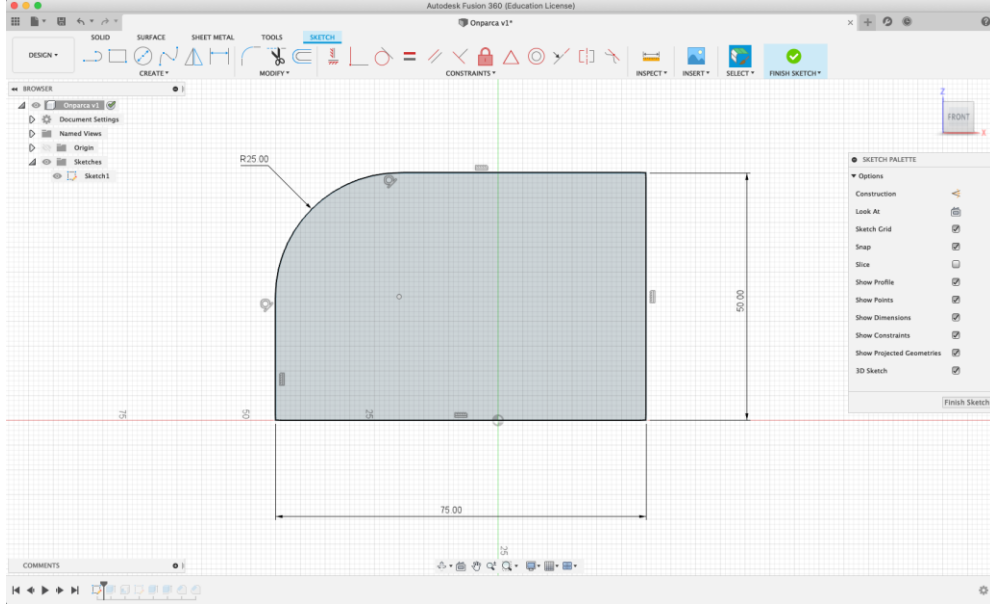 Autodesk Fusion 360 (Education License)
Onparca v1*
SOLID SURFACE SHEET METAL TOOLS SKETCH
DESIGN
CREATE MODIFY CONSTRAINTS INSPECT INSERT SELECT FINISH SKETCH
BROWSER
Onparca v1
Document Settings
Named Views
Origin
Sketches
Sketch1
Z
FRONT
X
SKETCH PALETTE
Options
Construction
Look At
Sketch Grid
Snap
Slice
Show Profile
Show Points
Show Dimensions
Show Constraints
Show Projected Geometries
3D Sketch
Finish Sketch
R25.00
50.00
75 50 25
75.00
25
COMMENTS